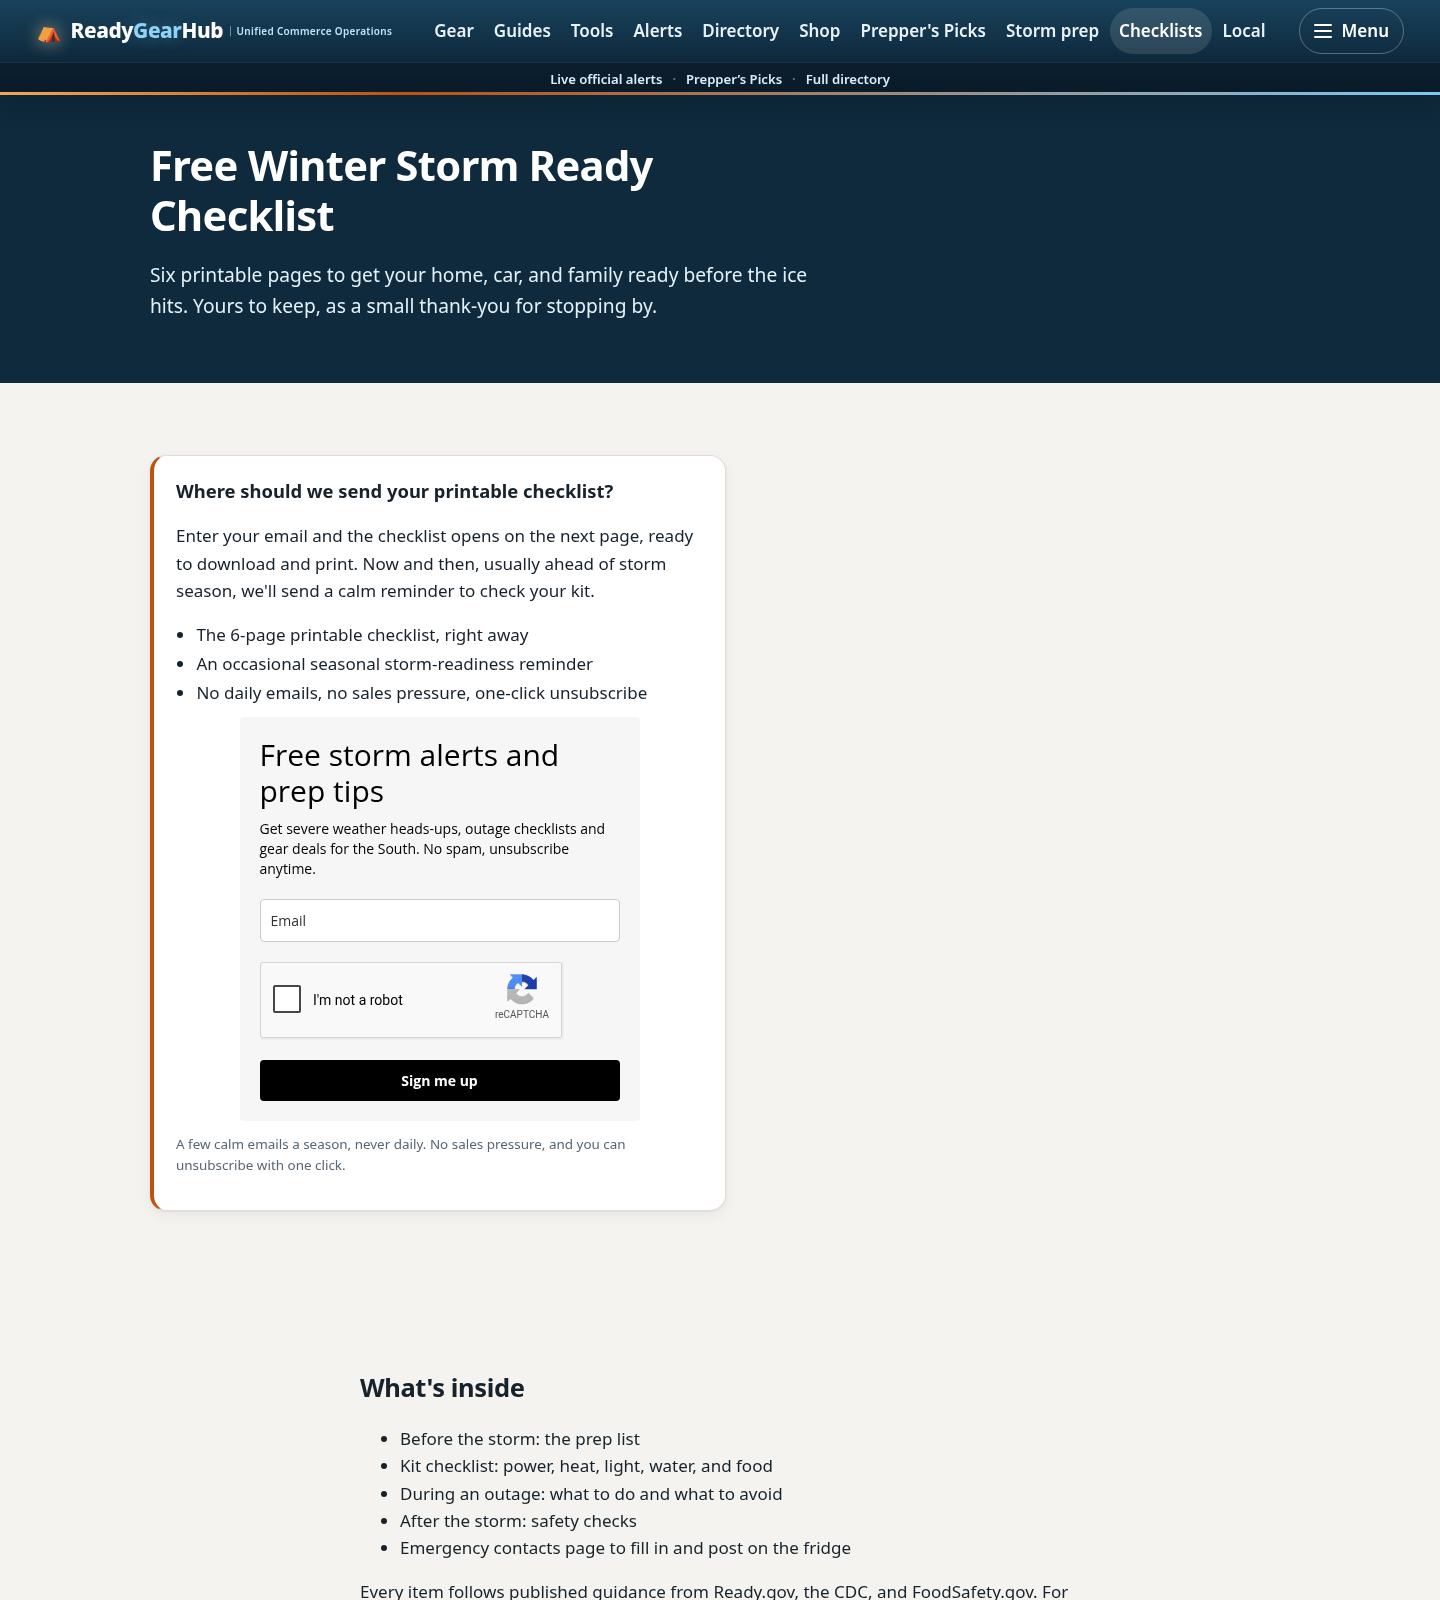 ReadyGearHub Unified Commerce Operations Gear Guides Tools Alerts Directory Shop Prepper's Picks Storm prep Checklists Local Menu
Live official alerts · Prepper’s Picks · Full directory
Free Winter Storm Ready
Checklist
Six printable pages to get your home, car, and family ready before the ice
hits. Yours to keep, as a small thank-you for stopping by.
Where should we send your printable checklist?
Enter your email and the checklist opens on the next page, ready
to download and print. Now and then, usually ahead of storm
season, we'll send a calm reminder to check your kit.
• The 6-page printable checklist, right away
• An occasional seasonal storm-readiness reminder
• No daily emails, no sales pressure, one-click unsubscribe
Free storm alerts and
prep tips
Get severe weather heads-ups, outage checklists and
gear deals for the South. No spam, unsubscribe
anytime.
Email
I'm not a robot
reCAPTCHA
Sign me up
A few calm emails a season, never daily. No sales pressure, and you can
unsubscribe with one click.
What's inside
• Before the storm: the prep list
• Kit checklist: power, heat, light, water, and food
• During an outage: what to do and what to avoid
• After the storm: safety checks
• Emergency contacts page to fill in and post on the fridge
Every item follows published guidance from Ready.gov, the CDC, and FoodSafety.gov. For